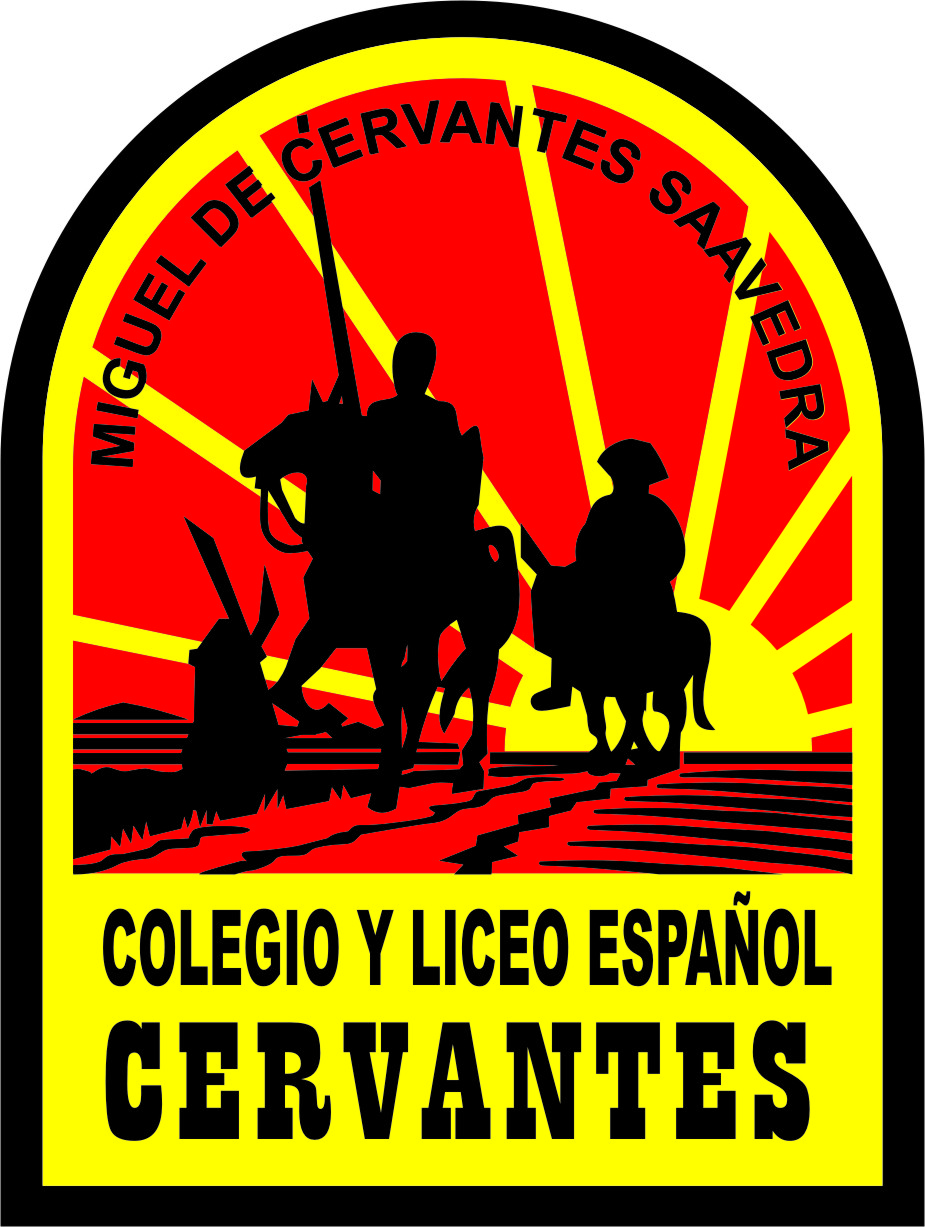 MIGUEL DE CERVANTES SAAVEDRA
COLEGIO Y LICEO ESPAÑOL
CERVANTES